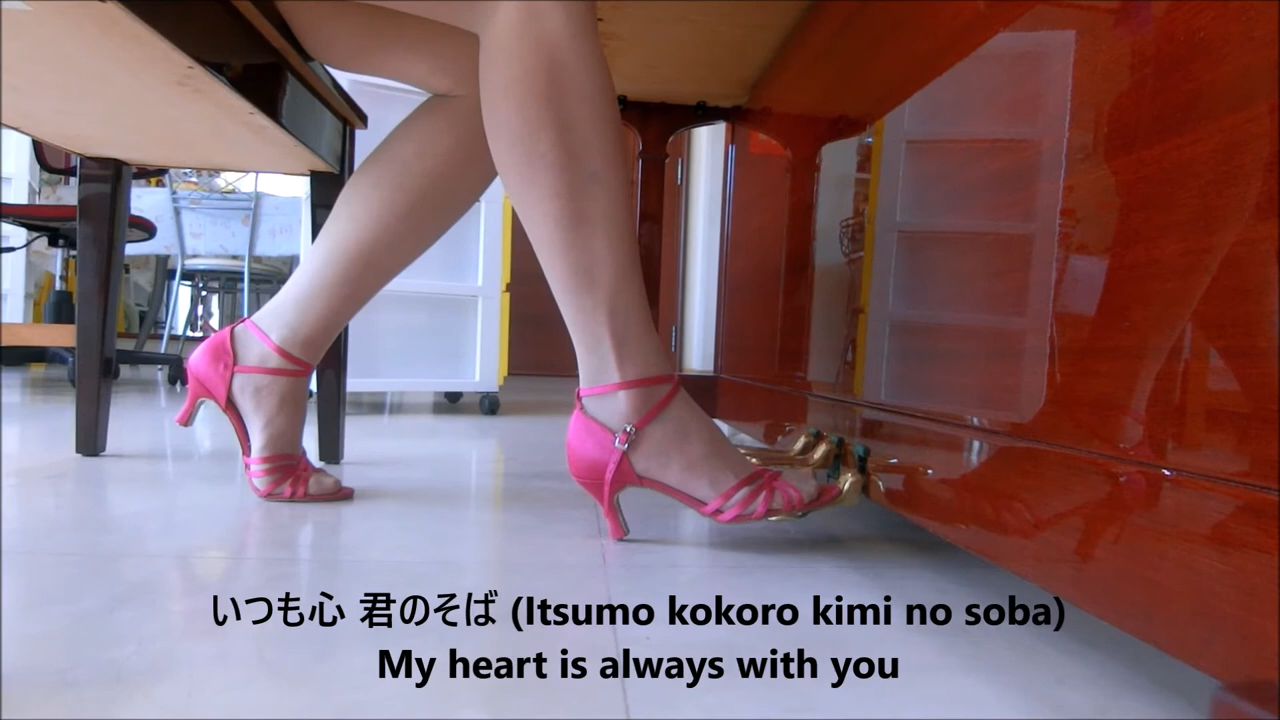 いつも心 君のそば (Itsumo kokoro kimi no soba)
My heart is always with you